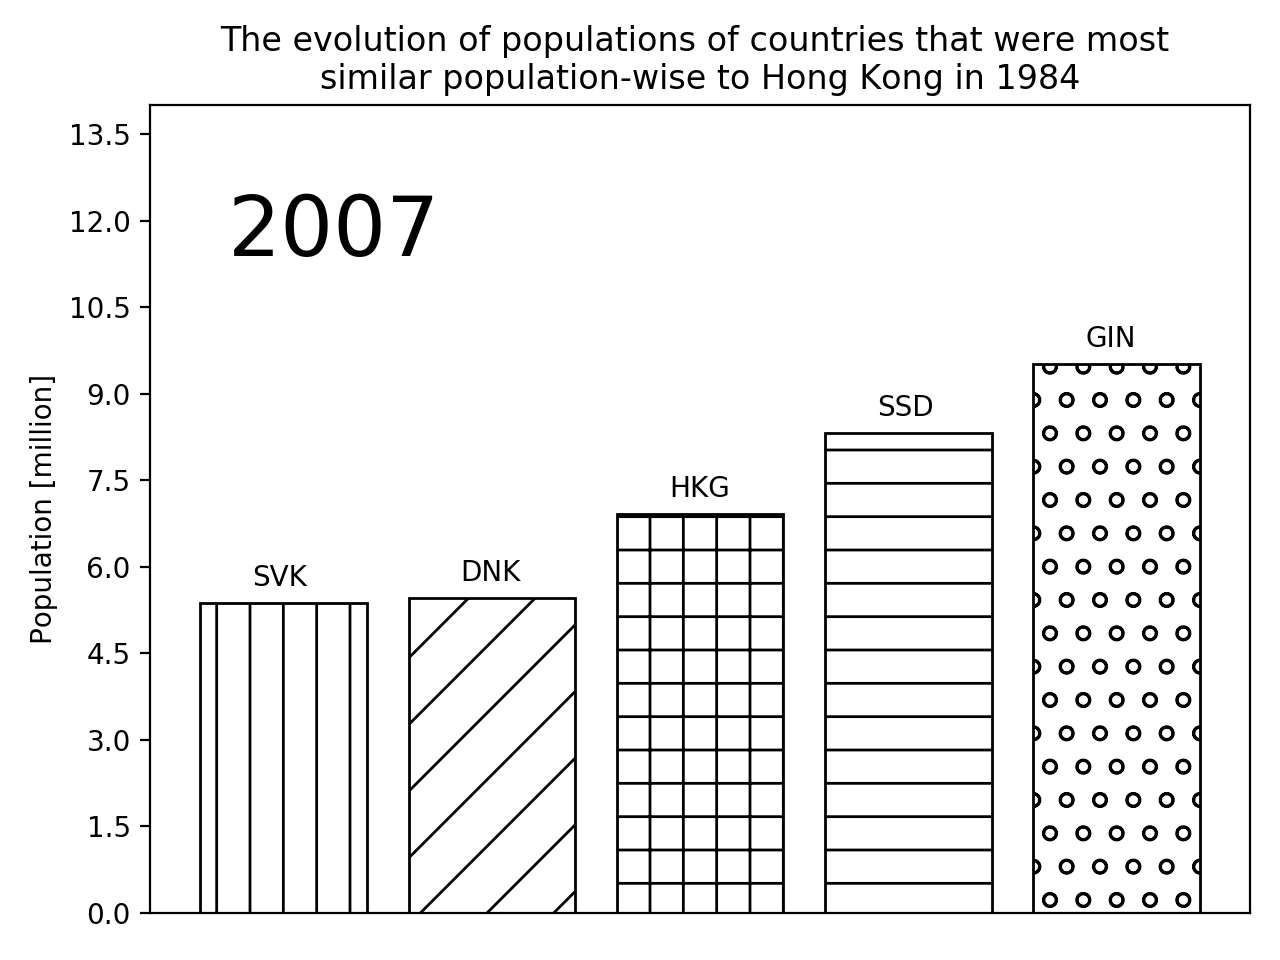 The evolution of populations of countries that were most
similar population-wise to Hong Kong in 1984
13.5
12.0
10.5
9.0
7.5
6.0
4.5
3.0
1.5
0.0
Population [million]
2007
SVK
DNK
HKG
SSD
GIN